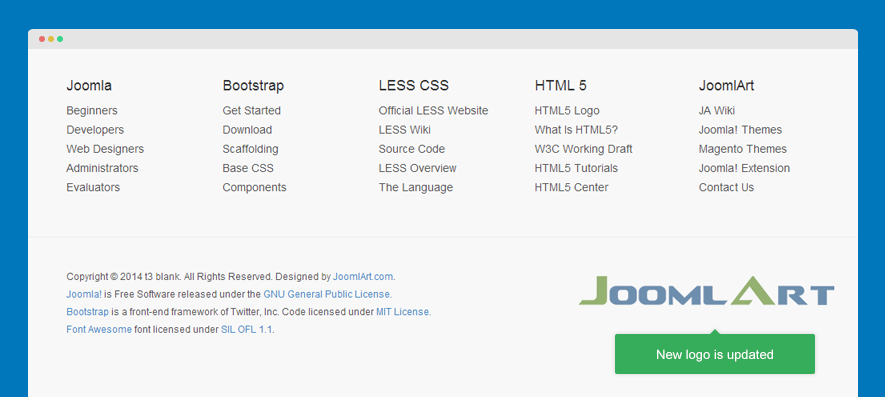 Joomla
Beginners
Developers
Web Designers
Administrators
Evaluators
Bootstrap
Get Started
Download
Scaffolding
Base CSS
Components
LESS CSS
Official LESS Website
LESS Wiki
Source Code
LESS Overview
The Language
HTML 5
HTML5 Logo
What Is HTML5?
W3C Working Draft
HTML5 Tutorials
HTML5 Center
JoomlArt
JA Wiki
Joomla! Themes
Magento Themes
Joomla! Extension
Contact Us
Copyright © 2014 t3 blank. All Rights Reserved. Designed by JoomlArt.com.
Joomla! is Free Software released under the GNU General Public License.
Bootstrap is a front-end framework of Twitter, Inc. Code licensed under MIT License.
Font Awesome font licensed under SIL OFL 1.1.
JOOMLART
New logo is updated